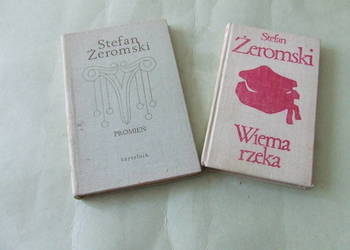 Stefan
Żeromski
PROMIEŃ
czytelnik
Stefan
Żeromski
Wierna
rzeka